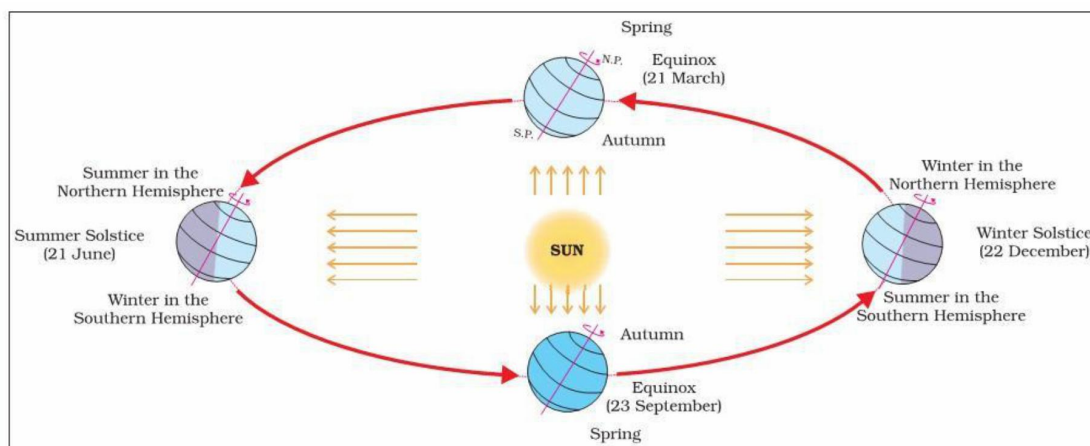 Spring
N.P.
Equinox
(21 March)
S.P.
Autumn
Summer in the
Northern Hemisphere
Winter in the
Northern Hemisphere
Summer Solstice
(21 June)
SUN
Winter Solstice
(22 December)
Winter in the
Southern Hemisphere
Summer in the
Southern Hemisphere
Autumn
Equinox
(23 September)
Spring